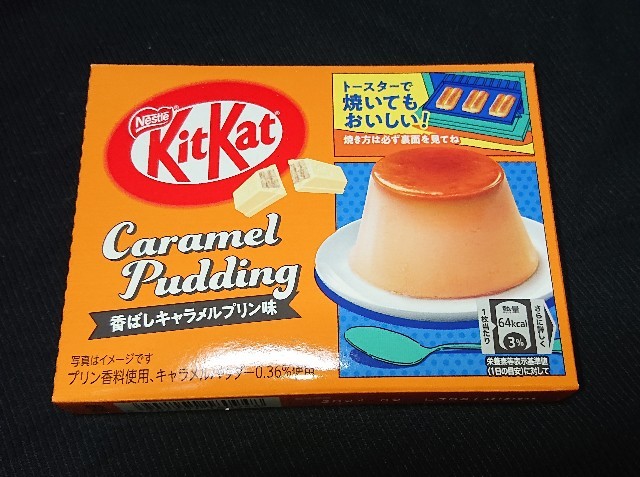 Nestlé
KitKat
トースターで
焼いても
おいしい!
焼き方は必ず裏面を見てね
Caramel
Pudding
香ばしキャラメルプリン味
写真はイメージです
プリン香料使用、キャラメルパウダー0.36%使用
1枚当たり
熱量
64kcal
3%
さらに詳しく
栄養素等表示基準値
(1日の目安)に対して